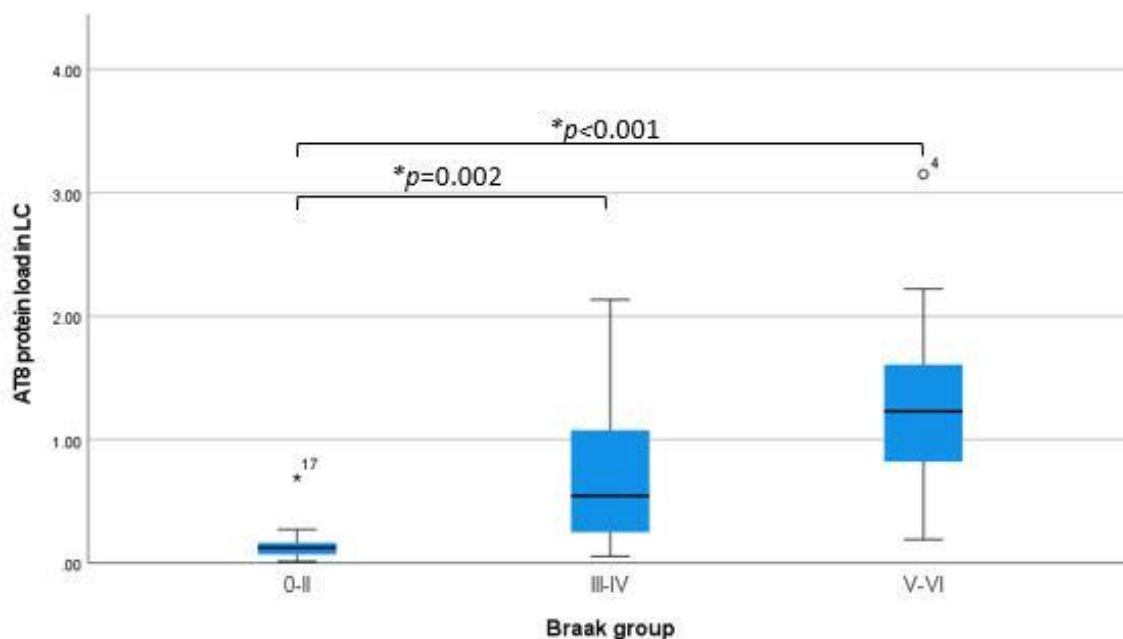 4.00
*p<0.001
4
*p=0.002
3.00
AT8 protein load in LC
2.00
1.00
17
.00
0-II
III-IV
V-VI
Braak group